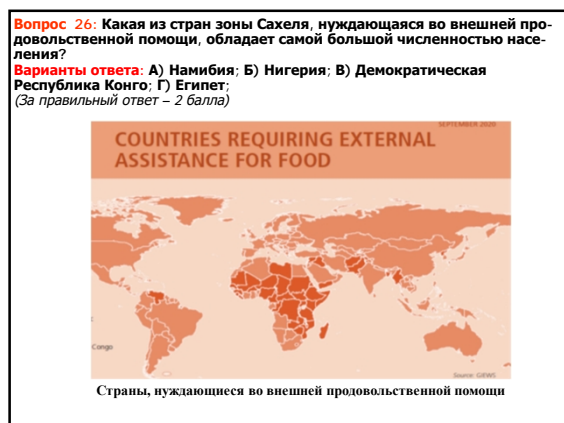 Вопрос 26: Какая из стран зоны Сахеля, нуждающаяся во внешней про-
довольственной помощи, обладает самой большой численностью насе-
ления?
Варианты ответа: А) Намибия; Б) Нигерия; В) Демократическая
Республика Конго; Г) Египет;
(За правильный ответ – 2 балла)
SEPTEMBER 2020
COUNTRIES REQUIRING EXTERNAL
ASSISTANCE FOR FOOD
Congo
Source: GIEWS
Страны, нуждающиеся во внешней продовольственной помощи